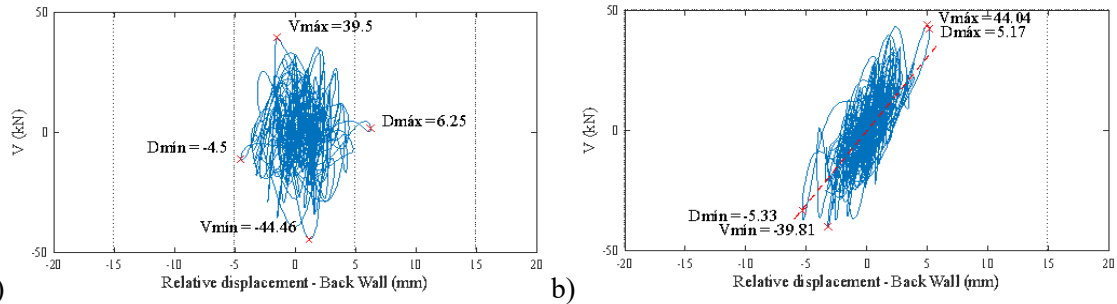 50
Vmáx = 39.5
V (kN)
0
Dmáx = 6.25
Dmín = -4.5
Vmín = -44.46
-50
-20 -15 -10 -5 0 5 10 15 20
Relative displacement - Back Wall (mm)
)
b)
50
Vmáx = 44.04
Dmáx = 5.17
V (kN)
0
Dmín = -5.33
Vmín = -39.81
-50
-20 -15 -10 -5 0 5 10 15 20
Relative displacement - Back Wall (mm)